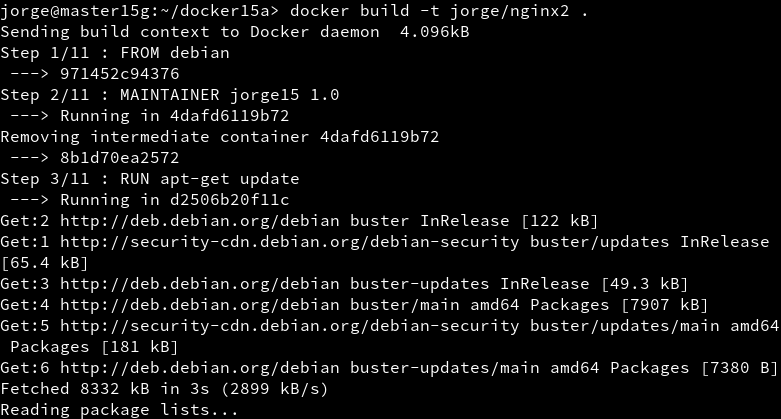 jorge@master15g:~/docker15a> docker build -t jorge/nginx2 .
Sending build context to Docker daemon  4.096kB
Step 1/11 : FROM debian
 ---> 971452c94376
Step 2/11 : MAINTAINER jorge15 1.0
 ---> Running in 4dafd6119b72
Removing intermediate container 4dafd6119b72
 ---> 8b1d70ea2572
Step 3/11 : RUN apt-get update
 ---> Running in d2506b20f11c
Get:2 http://deb.debian.org/debian buster InRelease [122 kB]
Get:1 http://security-cdn.debian.org/debian-security buster/updates InRelease
[65.4 kB]
Get:3 http://deb.debian.org/debian buster-updates InRelease [49.3 kB]
Get:4 http://deb.debian.org/debian buster/main amd64 Packages [7907 kB]
Get:5 http://security-cdn.debian.org/debian-security buster/updates/main amd64
 Packages [181 kB]
Get:6 http://deb.debian.org/debian buster-updates/main amd64 Packages [7380 B]
Fetched 8332 kB in 3s (2899 kB/s)
Reading package lists...